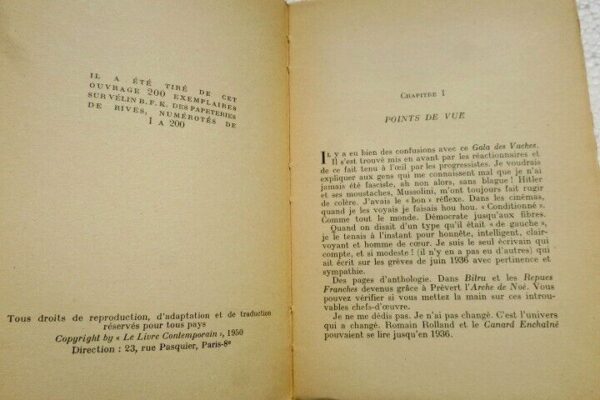 IL A ÉTÉ TIRÉ DE CET
OUVRAGE 200 EXEMPLAIRES
SUR VÉLIN B. F. K. DES PAPETERIES
DE RIVES, NUMÉROTÉS DE
1 A 200
Tous droits de reproduction, d'adaptation et de traduction
réservés pour tous pays
Copyright by « Le Livre Contemporain », 1950
Direction : 23, rue Pasquier, Paris-8e
CHAPITRE I
POINTS DE VUE
IL y a eu bien des confusions avec ce Gala des Vaches.
Il s'est trouvé mis en avant par les réactionnaires et
de ce fait tenu à l'œil par les progressistes. Je voudrais
expliquer aux gens qui me connaissent mal que je n'ai
jamais été fasciste, ah non alors, sans blague ! Hitler
et ses moustaches, Mussolini, m'ont toujours fait rugir
de colère. J'avais le « bon » réflexe. Dans les cinémas,
quand je les voyais je faisais hou hou. « Conditionné ».
Comme tout le monde. Démocrate jusqu'aux fibres.
Quand on disait d'un type qu'il était « de gauche »,
je le tenais à l'instant pour honnête, intelligent, clair-
voyant et homme de cœur. Je suis le seul écrivain qui
compte, et si modeste ! (il n'y en a pas eu d'autres) qui
ait écrit sur les grèves de juin 1936 avec pertinence et
sympathie.
Des pages d'anthologie. Dans Bitru et les Repues
Franches devenus grâce à Prévert l'Arche de Noé. Vous
pouvez vérifier si vous mettez la main sur ces introu-
vables chefs-d'œuvre.
Je ne me dédis pas. Je n'ai pas changé. C'est l'univers
qui a changé. Romain Rolland et le Canard Enchaîné
pouvaient se lire jusqu'en 1936.